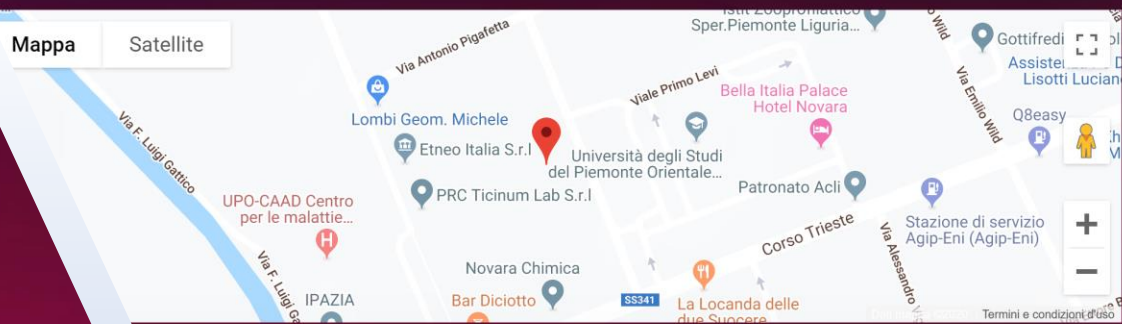 Istit Zooprofilattico
Sper.Piemonte Liguria...
Mappa
Satellite
Via Antonio Pigafetta
Wild
Gottifredi
Assisten
Lisotti Lucian
Viale Primo Levi
Bella Italia Palace
Hotel Novara
Via Emilio Wild
Q8easy
Lombi Geom. Michele
Via F. Luigi Gattico
Etneo Italia S.r.l
Università degli Studi
del Piemonte Orientale...
PRC Ticinum Lab S.r.l
Patronato Acli
UPO-CAAD Centro
per le malattie...
H
Corso Trieste
Stazione di servizio
Agip-Eni (Agip-Eni)
+
Via Alessandro
Via F. Luigi
Novara Chimica
−
IPAZIA
Bar Diciotto
SS341
La Locanda delle
due Suocere
Termini e condizioni d'uso